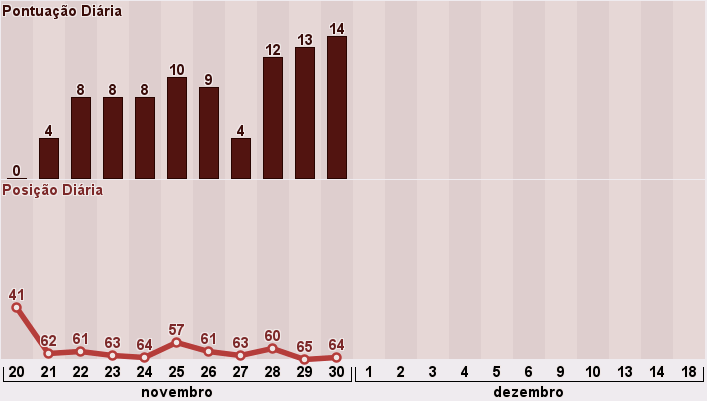 Pontuação Diária
0 4 8 8 8 10 9 4 12 13 14
Posição Diária
41 62 61 63 64 57 61 63 60 65 64
20 21 22 23 24 25 26 27 28 29 30 1 2 3 4 5 6 9 10 13 14 18
novembro dezembro